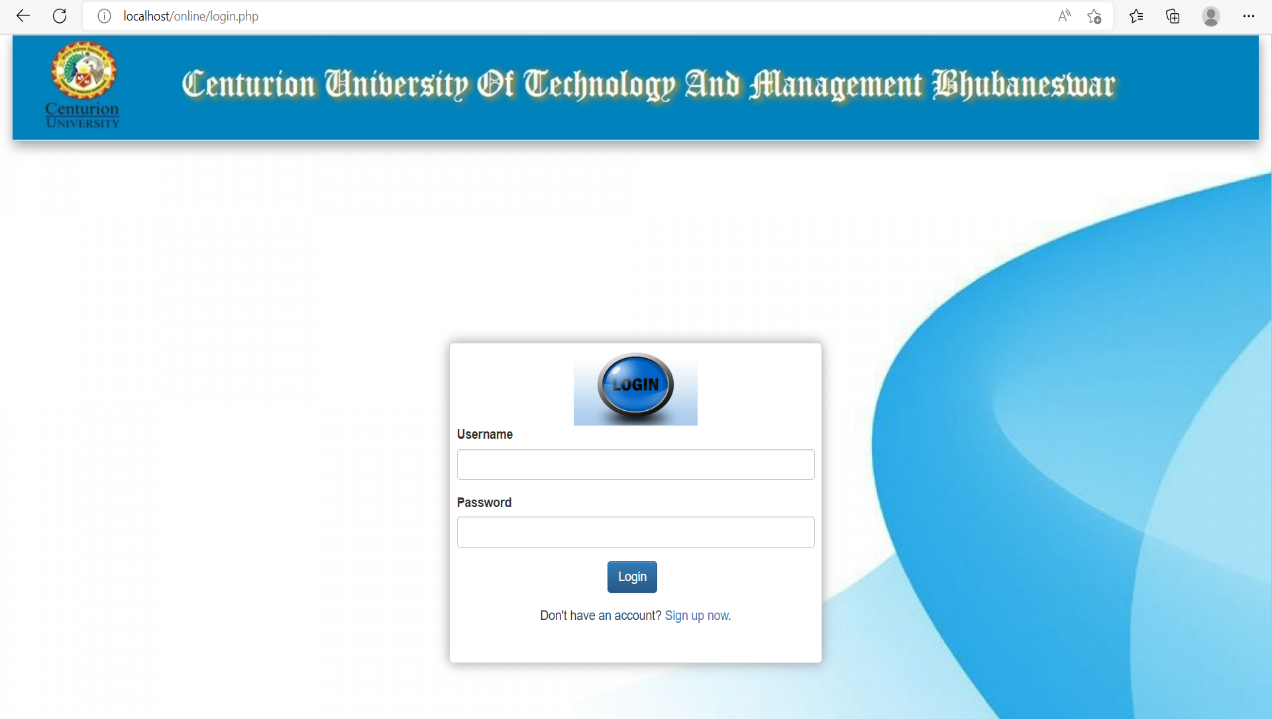 localhost/online/login.php
Centurion University Of Technology And Management Bhubaneswar
Centurion
UNIVERSITY
LOGIN
Username
Password
Login
Don't have an account? Sign up now.